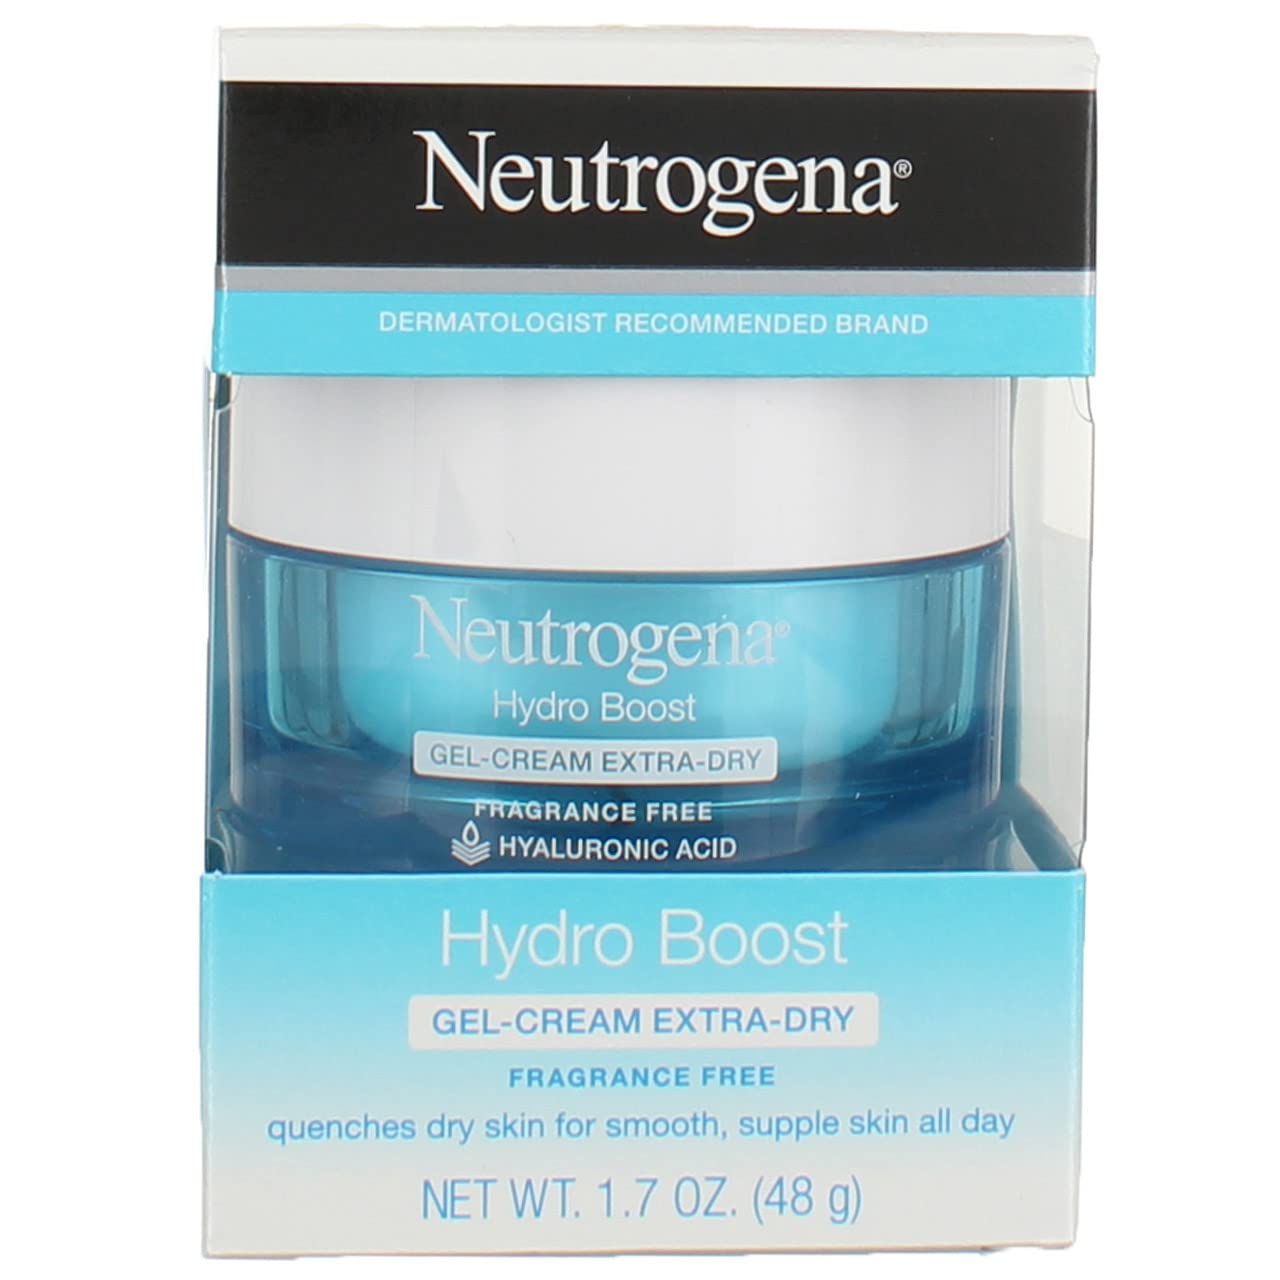 Neutrogena®
DERMATOLOGIST RECOMMENDED BRAND
Neutrogena®
Hydro Boost
GEL-CREAM EXTRA-DRY
FRAGRANCE FREE
HYALURONIC ACID
Hydro Boost
GEL-CREAM EXTRA-DRY
FRAGRANCE FREE
quenches dry skin for smooth, supple skin all day
NET WT. 1.7 OZ. (48 g)